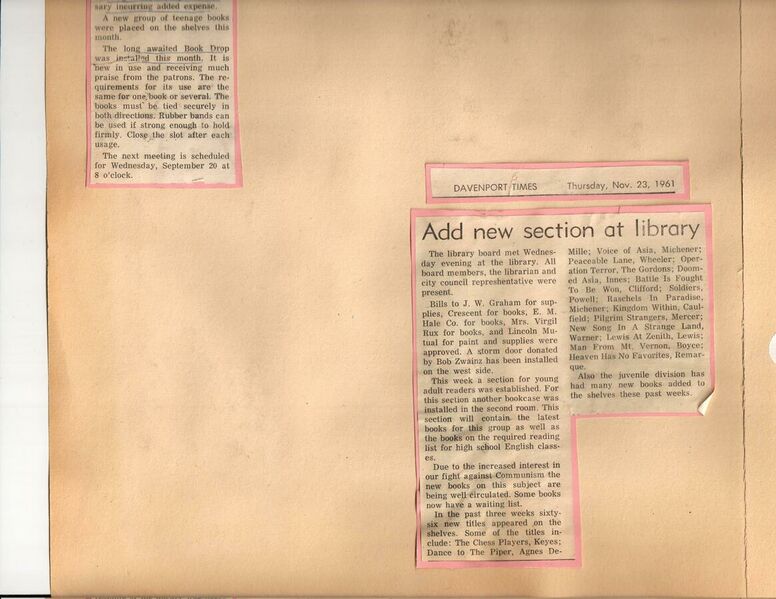 sary incurring added expense.
A new group of teenage books
were placed on the shelves this
month.
The long awaited Book Drop
was installed this month. It is
new in use and receiving much
praise from the patrons. The re-
quirements for its use are the
same for one book or several. The
books must be tied securely in
both directions. Rubber bands can
be used if strong enough to hold
firmly. Close the slot after each
usage.
The next meeting is scheduled
for Wednesday, September 20 at
8 o'clock.
DAVENPORT TIMES Thursday, Nov. 23, 1961
Add new section at library
The library board met Wednes-
day evening at the library. All
board members, the librarian and
city council reprehentative were
present.
Bills to J. W. Graham for sup-
plies, Crescent for books, E. M.
Hale Co. for books, Mrs. Virgil
Rux for books, and Lincoln Mu-
tual for paint and supplies were
approved. A storm door donated
by Bob Zwainz has been installed
on the west side.
This week a section for young
adult readers was established. For
this section another bookcase was
installed in the second room. This
section will contain the latest
books for this group as well as
the books on the required reading
list for high school English class-
es.
Due to the increased interest in
our fight against Communism the
new books on this subject are
being well circulated. Some books
now have a waiting list.
In the past three weeks sixty-
six new titles appeared on the
shelves. Some of the titles in-
clude: The Chess Players, Keyes;
Dance to The Piper, Agnes De-
Mille; Voice of Asia, Michener;
Peaceable Lane, Wheeler; Oper-
ation Terror, The Gordons; Doom-
ed Asia, Innes; Battle Is Fought
To Be Won, Clifford; Soldiers,
Powell; Raschels In Paradise,
Michener; Kingdom Within, Caul-
field; Pilgrim Strangers, Mercer;
New Song In A Strange Land,
Warner; Lewis At Zenith, Lewis;
Man From Mt. Vernon, Boyce;
Heaven Has No Favorites, Remar-
que.
Also the juvenile division has
had many new books added to
the shelves these past weeks.